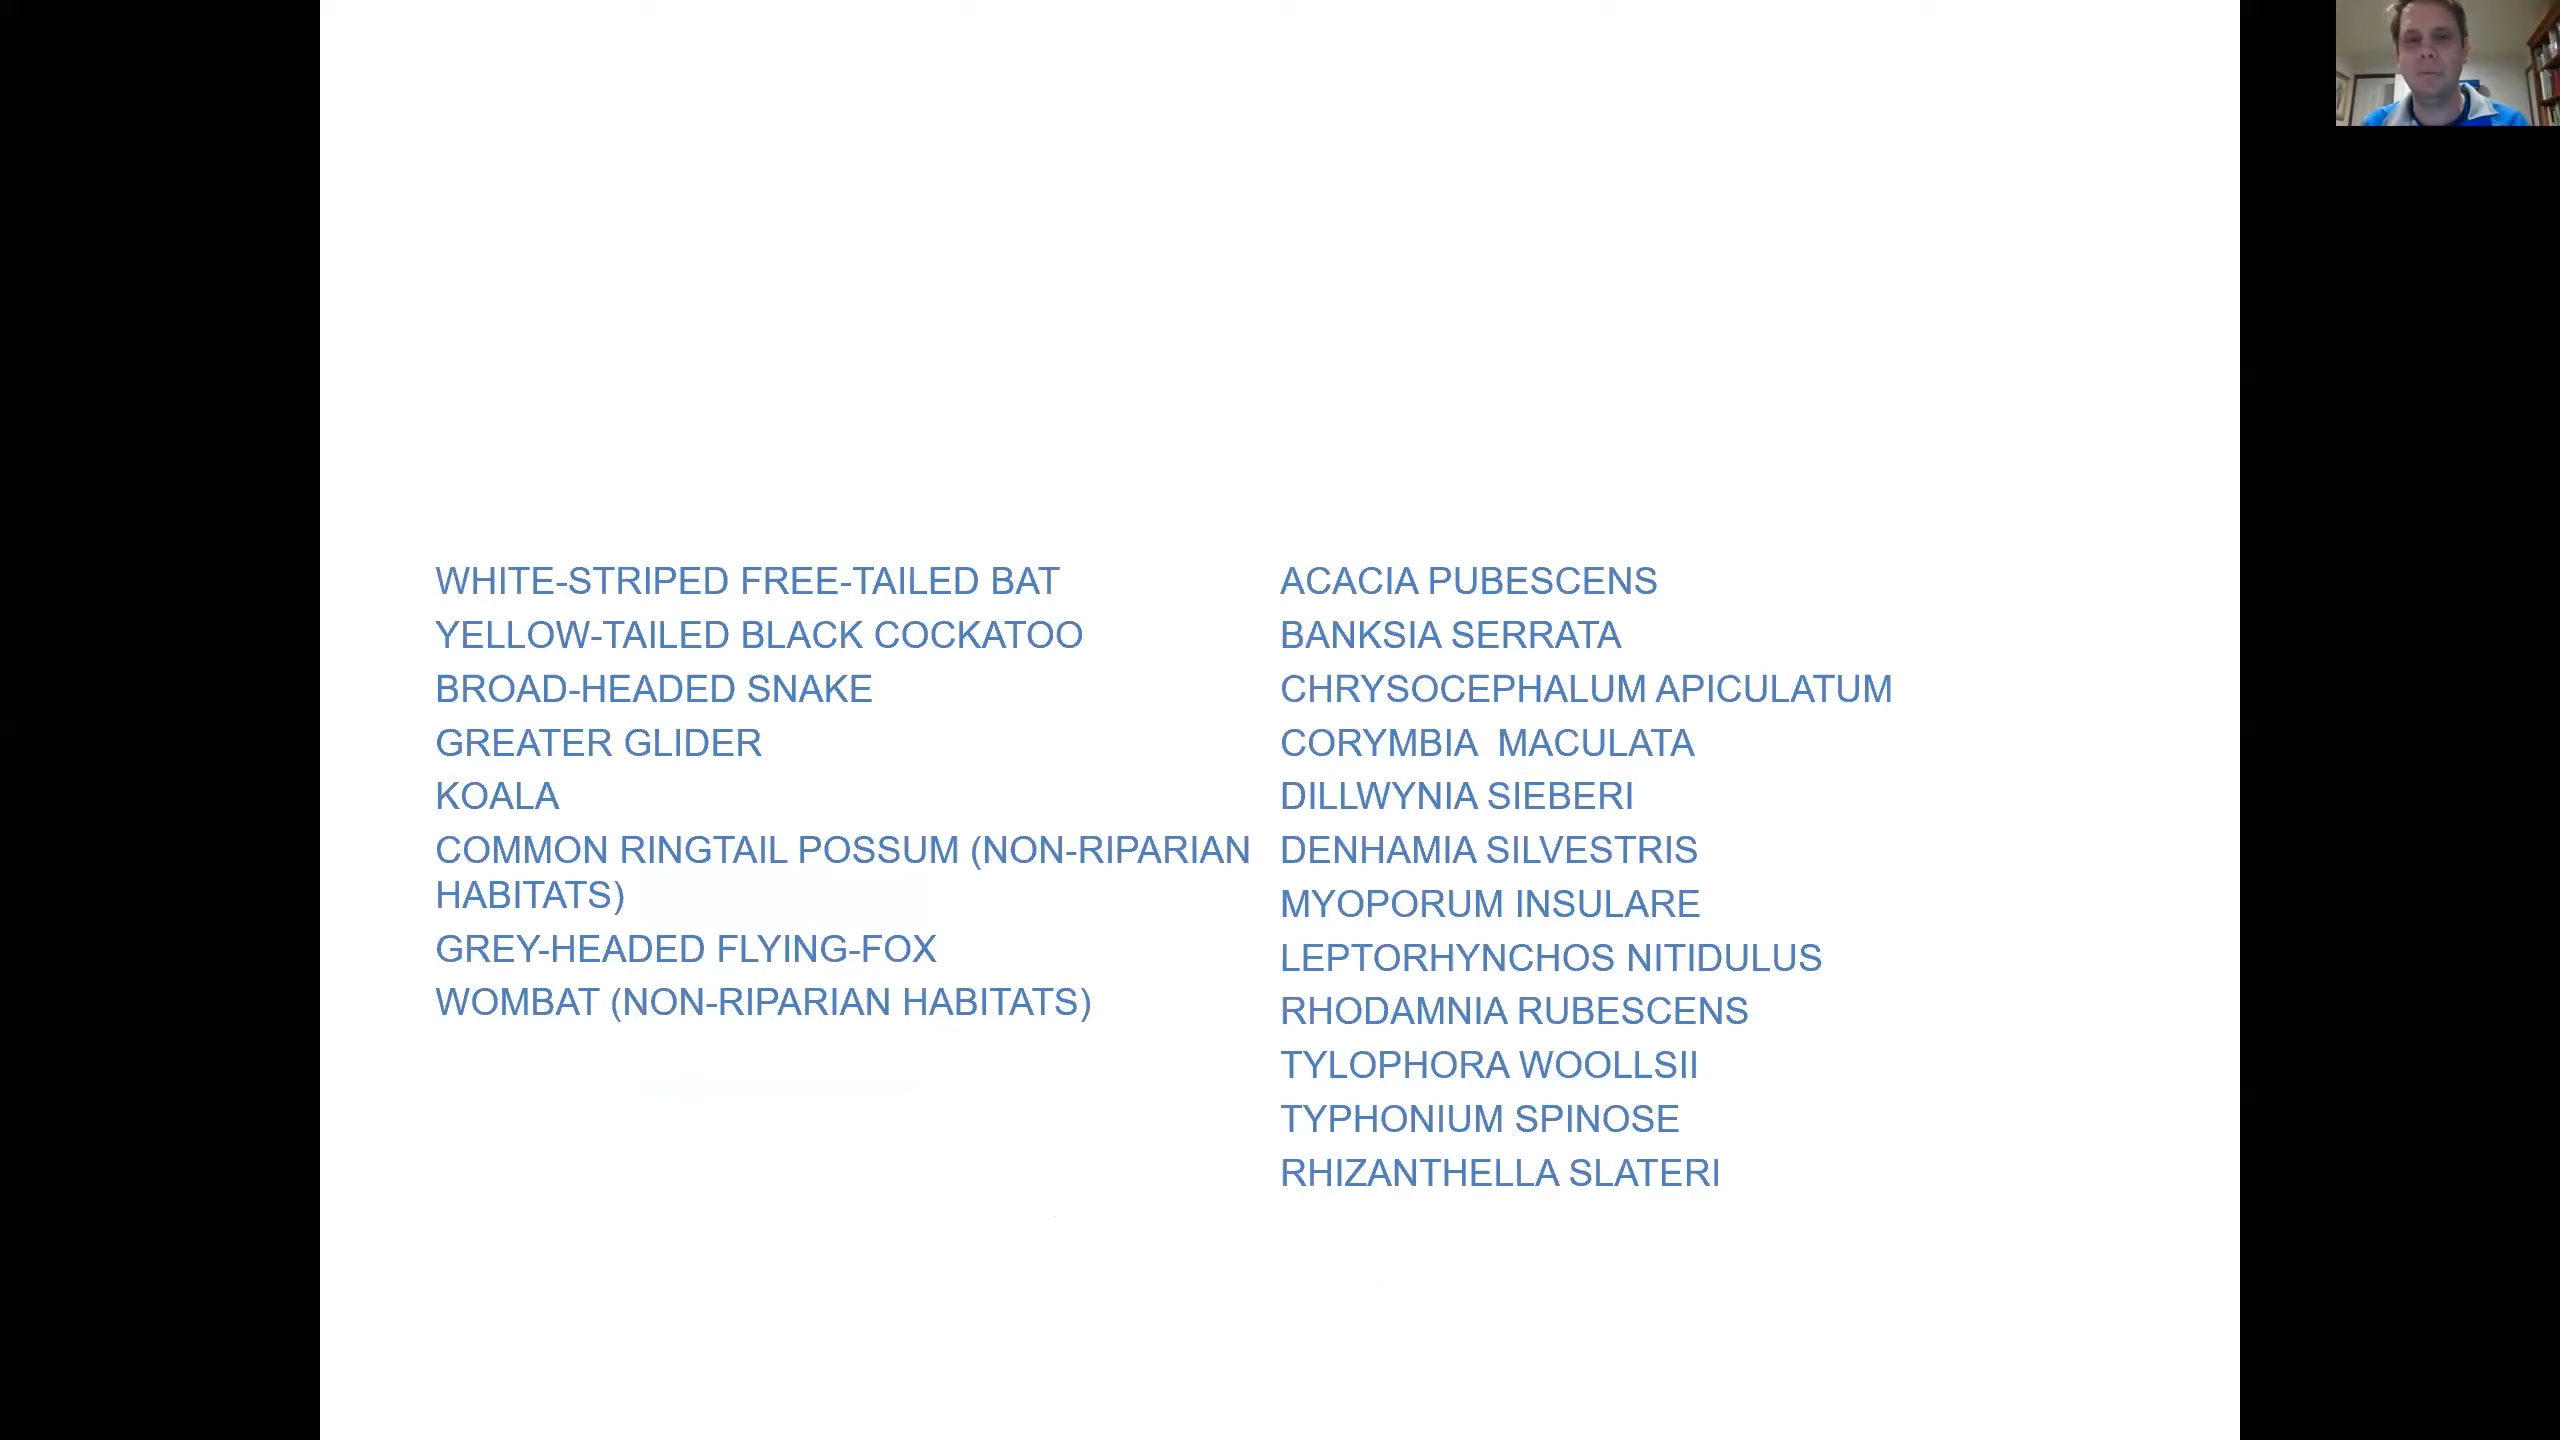 WHITE-STRIPED FREE-TAILED BAT
YELLOW-TAILED BLACK COCKATOO
BROAD-HEADED SNAKE
GREATER GLIDER
KOALA
COMMON RINGTAIL POSSUM (NON-RIPARIAN
HABITATS)
GREY-HEADED FLYING-FOX
WOMBAT (NON-RIPARIAN HABITATS)
ACACIA PUBESCENS
BANKSIA SERRATA
CHRYSOCEPHALUM APICULATUM
CORYMBIA  MACULATA
DILLWYNIA SIEBERI
DENHAMIA SILVESTRIS
MYOPORUM INSULARE
LEPTORHYNCHOS NITIDULUS
RHODAMNIA RUBESCENS
TYLOPHORA WOOLLSII
TYPHONIUM SPINOSE
RHIZANTHELLA SLATERI